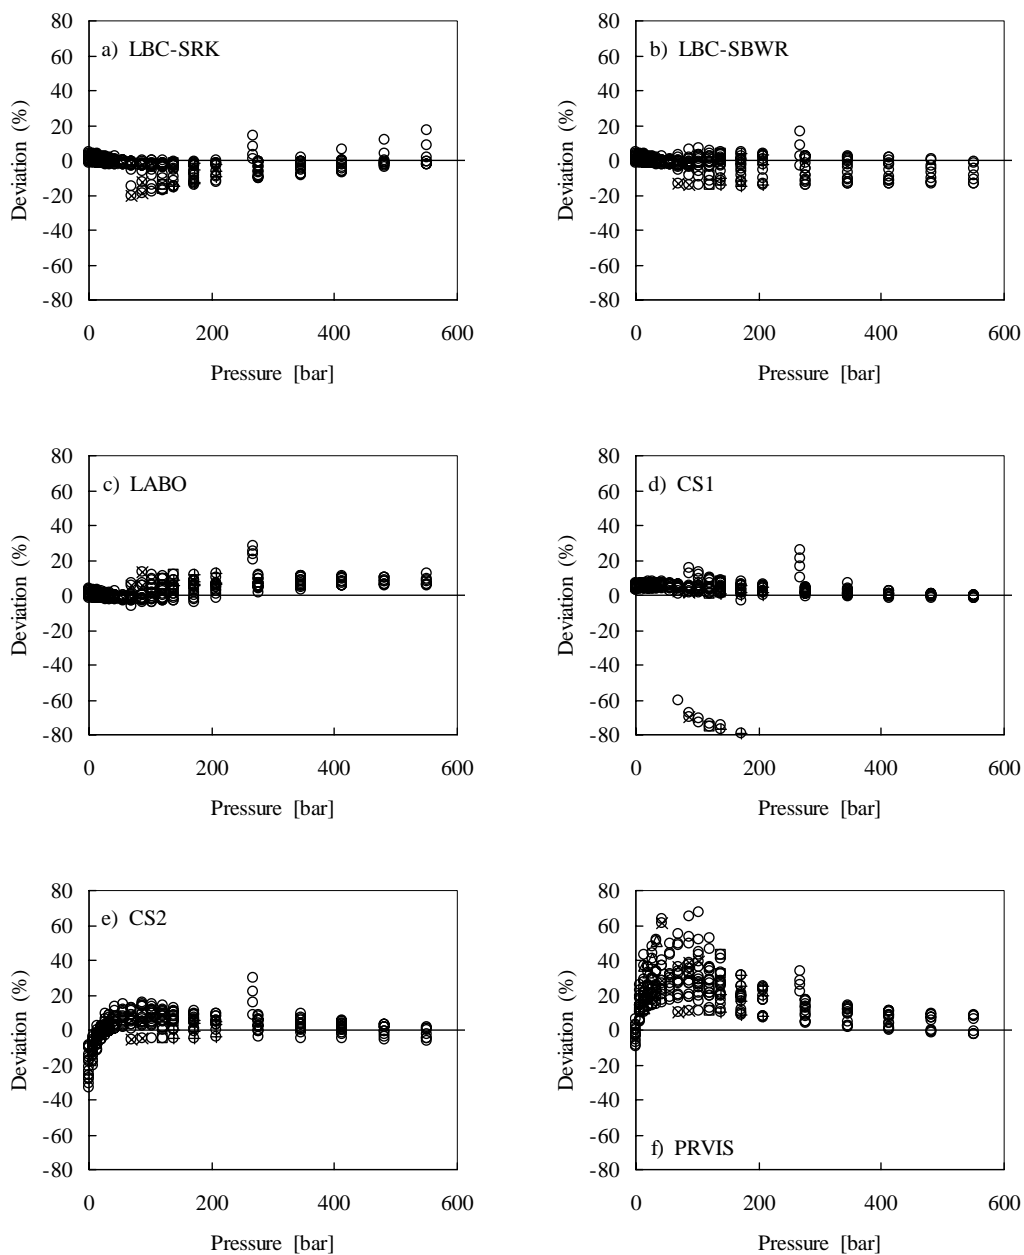 80
60
40
20
0
-20
-40
-60
-80
Deviation (%)
a) LBC-SRK
0 200 400 600
Pressure [bar]
80
60
40
20
0
-20
-40
-60
-80
Deviation (%)
b) LBC-SBWR
0 200 400 600
Pressure [bar]
80
60
40
20
0
-20
-40
-60
-80
Deviation (%)
c) LABO
0 200 400 600
Pressure [bar]
80
60
40
20
0
-20
-40
-60
-80
Deviation (%)
d) CS1
0 200 400 600
Pressure [bar]
80
60
40
20
0
-20
-40
-60
-80
Deviation (%)
e) CS2
0 200 400 600
Pressure [bar]
80
60
40
20
0
-20
-40
-60
-80
Deviation (%)
f) PRVIS
0 200 400 600
Pressure [bar]